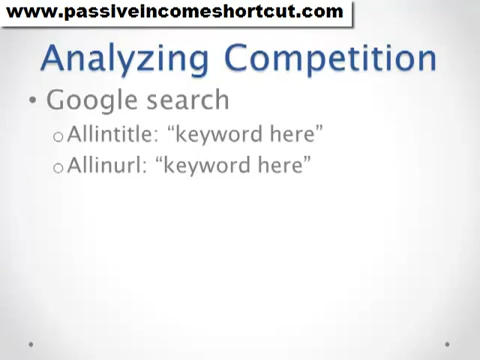 www.passiveincomeshortcut.com
Analyzing Competition
• Google search
o Allintitle: “keyword here”
o Allinurl: “keyword here”